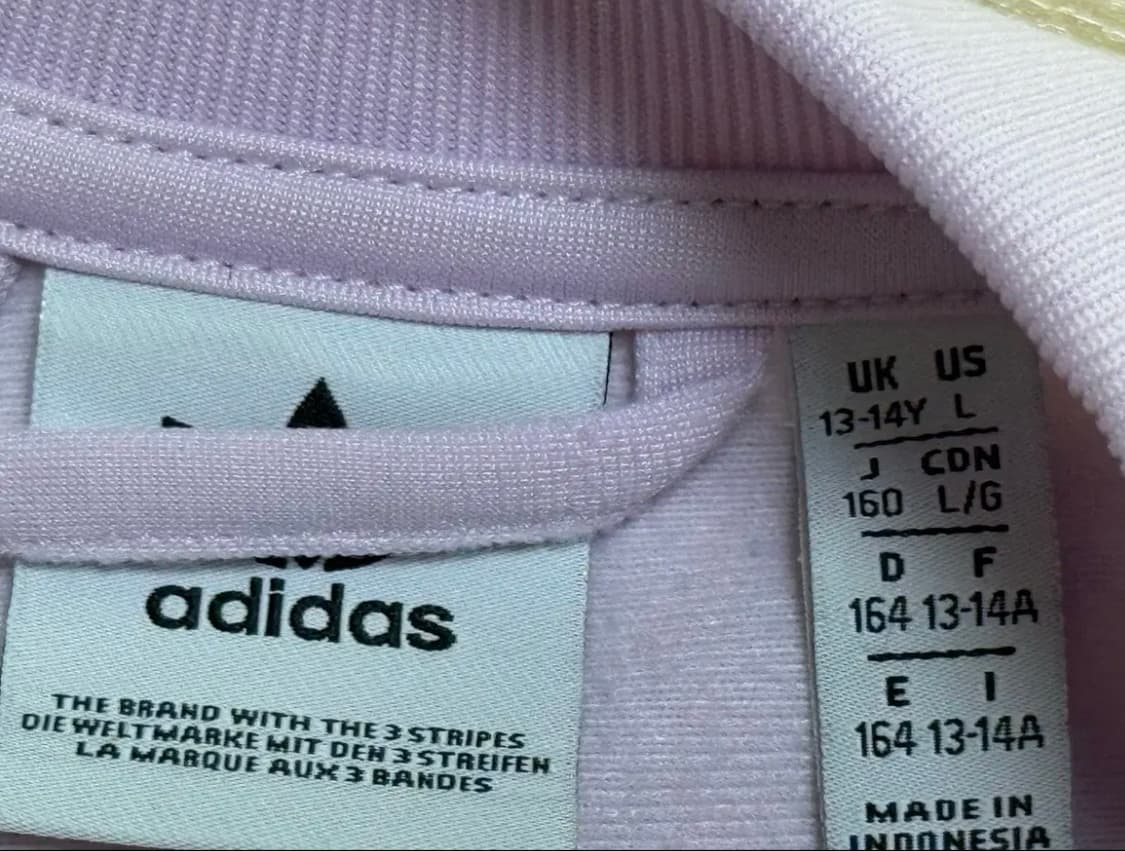 adidas
THE BRAND WITH THE 3 STRIPES
DIE WELTMARKE MIT DEN 3 STREIFEN
LA MARQUE AUX 3 BANDES
UK US
13-14Y L
J CDN
160 L/G
D F
164 13-14A
E I
164 13-14A
MADE IN
INDONESIA